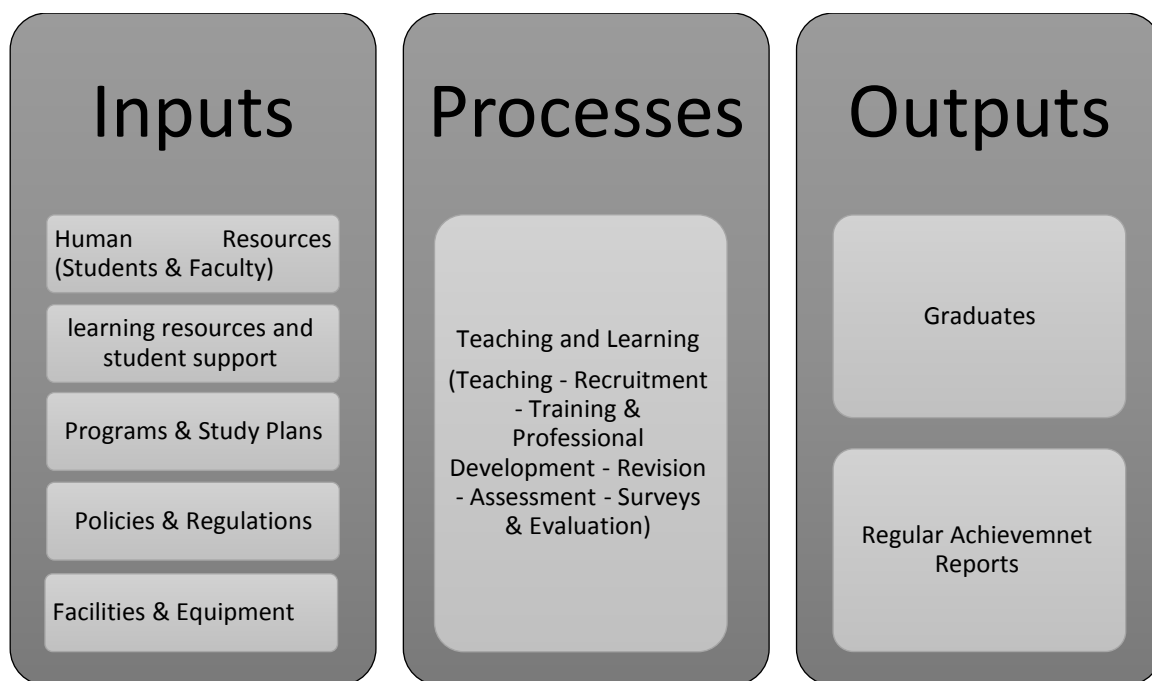 Inputs
Human Resources
(Students & Faculty)
learning resources and
student support
Programs & Study Plans
Policies & Regulations
Facilities & Equipment
Processes
Teaching and Learning
(Teaching - Recruitment
- Training &
Professional
Development - Revision
- Assessment - Surveys
& Evaluation)
Outputs
Graduates
Regular Achievemnet
Reports